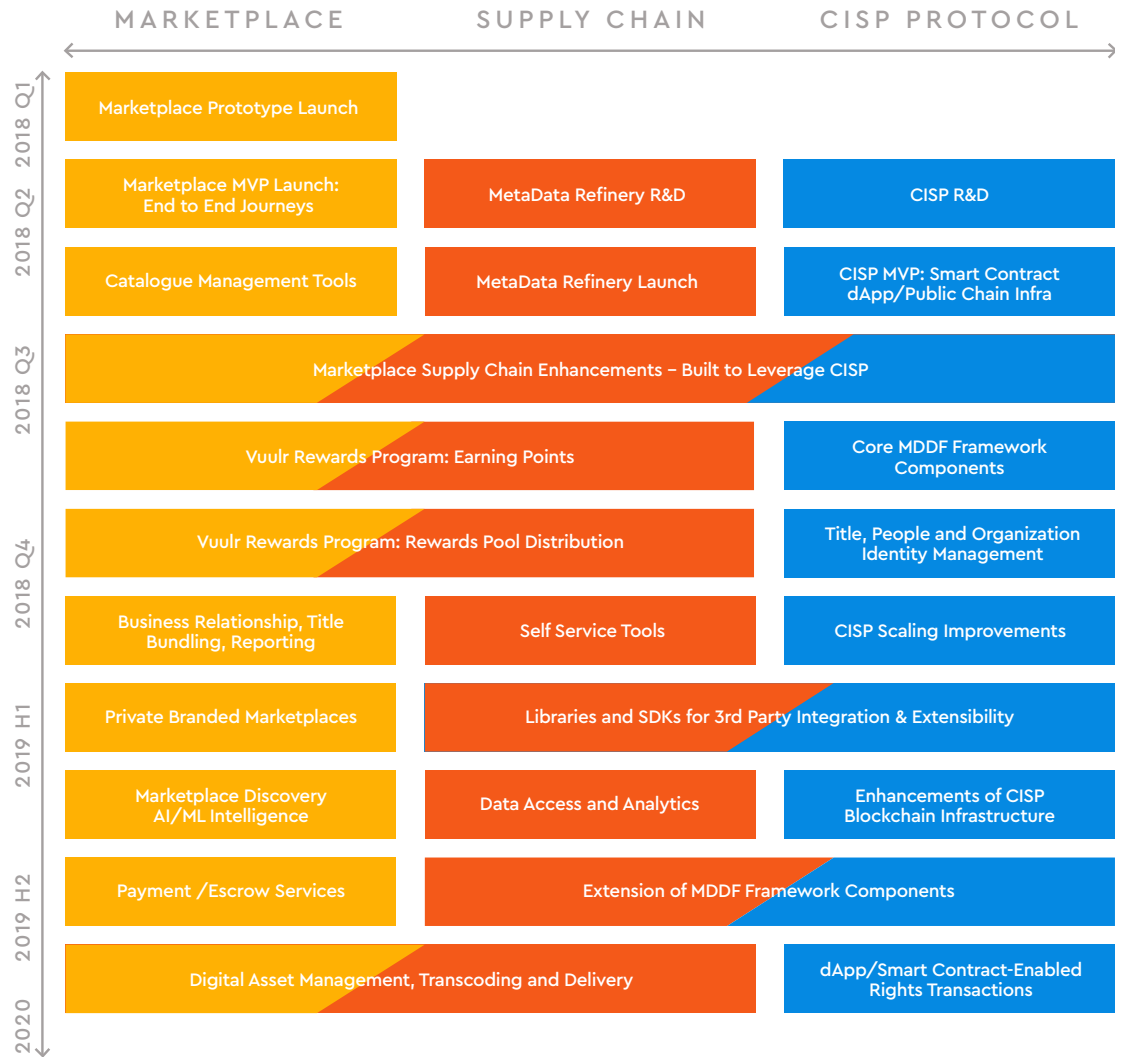 MARKETPLACE
SUPPLY CHAIN
CISP PROTOCOL
2018 Q1
Marketplace Prototype Launch
2018 Q2
Marketplace MVP Launch:
End to End Journeys
MetaData Refinery R&D
CISP R&D
Catalogue Management Tools
MetaData Refinery Launch
CISP MVP: Smart Contract
dApp/Public Chain Infra
2018 Q3
Marketplace Supply Chain Enhancements – Built to Leverage CISP
Vuulr Rewards Program: Earning Points
Core MDDF Framework
Components
2018 Q4
Vuulr Rewards Program: Rewards Pool Distribution
Title, People and Organization
Identity Management
Business Relationship, Title
Bundling, Reporting
Self Service Tools
CISP Scaling Improvements
2019 H1
Private Branded Marketplaces
Libraries and SDKs for 3rd Party Integration & Extensibility
Marketplace Discovery
AI/ML Intelligence
Data Access and Analytics
Enhancements of CISP
Blockchain Infrastructure
2019 H2
Payment /Escrow Services
Extension of MDDF Framework Components
Digital Asset Management, Transcoding and Delivery
dApp/Smart Contract-Enabled
Rights Transactions
2020